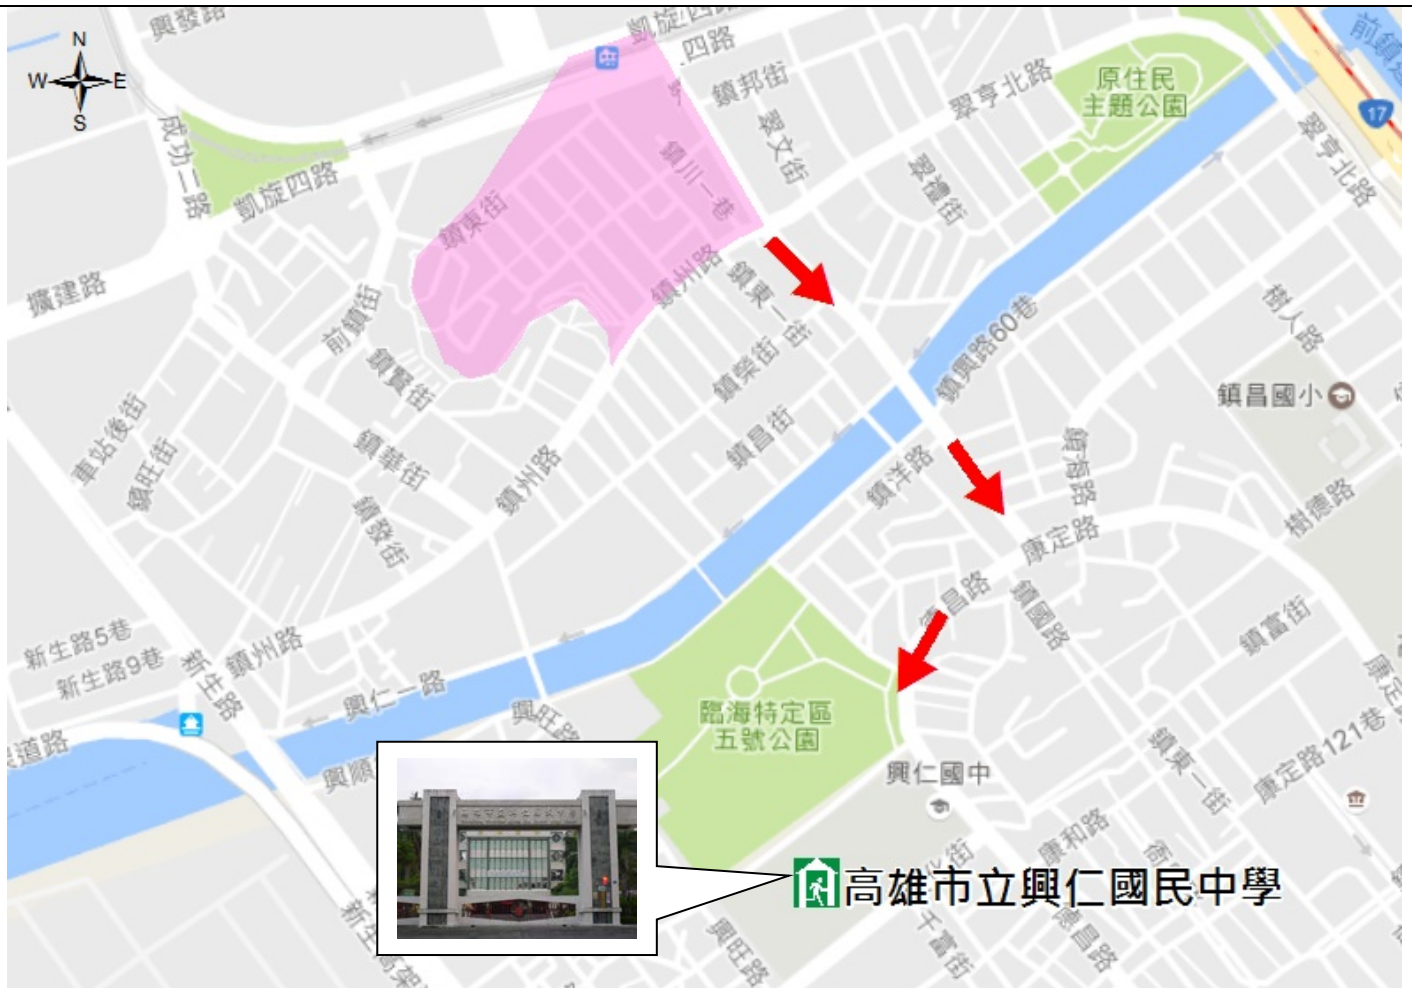 N
W
E
S
興發路
凱旋四路
四路
鎮邦街
翠亨北路
原住民
主題公園
前鎮
17
成功二路
翠文街
翠禮街
翠亨北路
鎮川一巷
凱旋四路
鎮東街
擴建路
前鎮街
鎮州路
鎮東一街
鎮榮街
鎮昌街
鎮興路60巷
樹人路
鎮昌國小
鎮賢街
車站後街
鎮旺街
鎮華街
鎮發街
鎮州路
鎮洋路
鎮海路
樹德路
康定路
德昌路
鎮國路
鎮富街
新生路5巷
新生路9巷
新生路
鎮州路
興仁一路
興旺路
臨海特定區
五號公園
興仁國中
鎮東一街
康定路121巷
康和路
高雄市立興仁國民中學
興旺路
千富街
德昌路